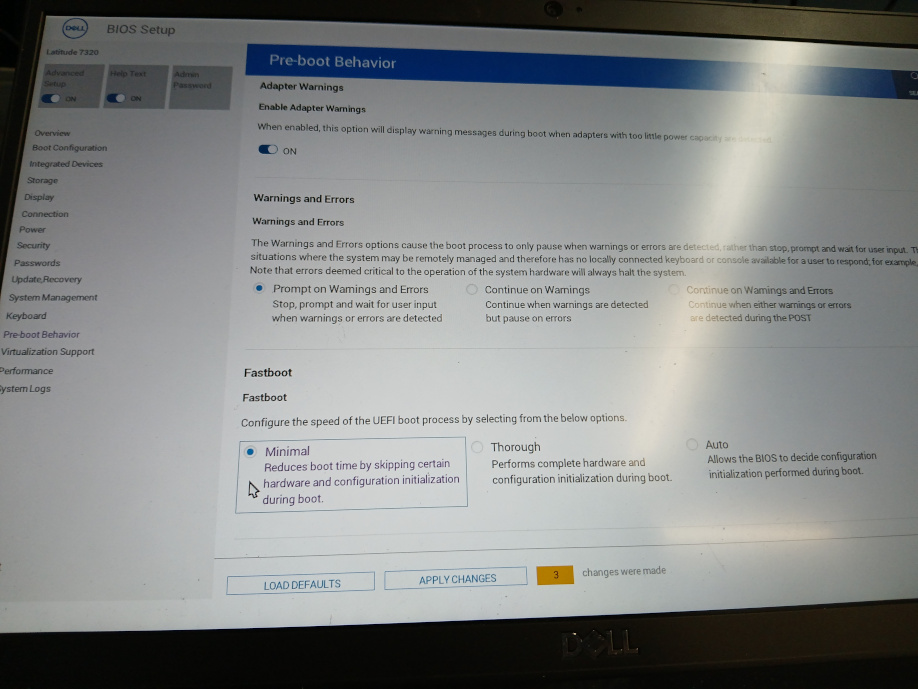 DELL
BIOS Setup
Latitude 7320
Advanced Setup
ON
Help Text
ON
Admin Password
Overview
Boot Configuration
Integrated Devices
Storage
Display
Connection
Power
Security
Passwords
Update,Recovery
System Management
Keyboard
Pre-boot Behavior
Virtualization Support
Performance
ystem Logs
Pre-boot Behavior
Adapter Warnings
Enable Adapter Warnings
When enabled, this option will display warning messages during boot when adapters with too little power capacity are detected.
ON
Warnings and Errors
Warnings and Errors
The Warnings and Errors options cause the boot process to only pause when warnings or errors are detected, rather than stop, prompt and wait for user input. Th
situations where the system may be remotely managed and therefore has no locally connected keyboard or console available for a user to respond; for example,
Note that errors deemed critical to the operation of the system hardware will always halt the system.
Prompt on Warnings and Errors
Stop, prompt and wait for user input
when warnings or errors are detected
Continue on Warnings
Continue when warnings are detected
but pause on errors
Continue on Warnings and Errors
Continue when either warnings or errors
are detected during the POST
Fastboot
Fastboot
Configure the speed of the UEFI boot process by selecting from the below options.
Minimal
Reduces boot time by skipping certain
hardware and configuration initialization
during boot.
Thorough
Performs complete hardware and
configuration initialization during boot.
Auto
Allows the BIOS to decide configuration
initialization performed during boot.
LOAD DEFAULTS
APPLY CHANGES
3
changes were made
DELL